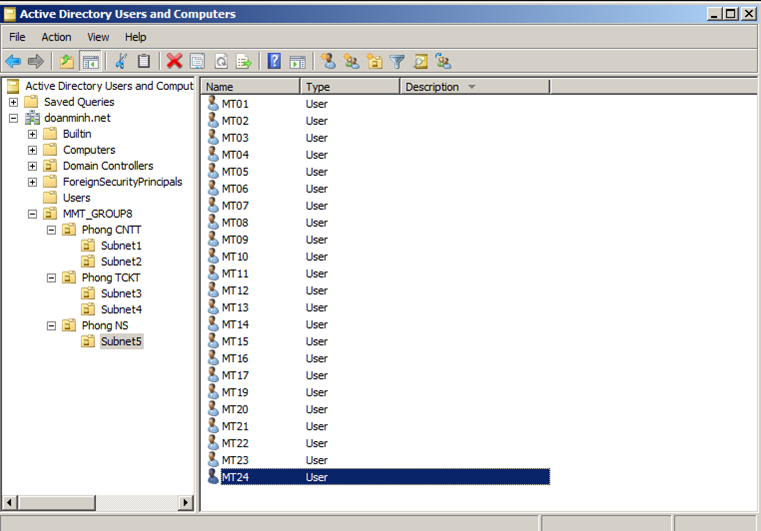 Active Directory Users and Computers
File Action View Help
Active Directory Users and Comput
Saved Queries
doanminh.net
Builtin
Computers
Domain Controllers
ForeignSecurityPrincipals
Users
MMT_GROUP8
Phong CNTT
Subnet1
Subnet2
Phong TCKT
Subnet3
Subnet4
Phong NS
Subnet5
Name Type Description
MT01 User
MT02 User
MT03 User
MT04 User
MT05 User
MT06 User
MT07 User
MT08 User
MT09 User
MT10 User
MT11 User
MT12 User
MT13 User
MT14 User
MT15 User
MT16 User
MT17 User
MT19 User
MT20 User
MT21 User
MT22 User
MT23 User
MT24 User